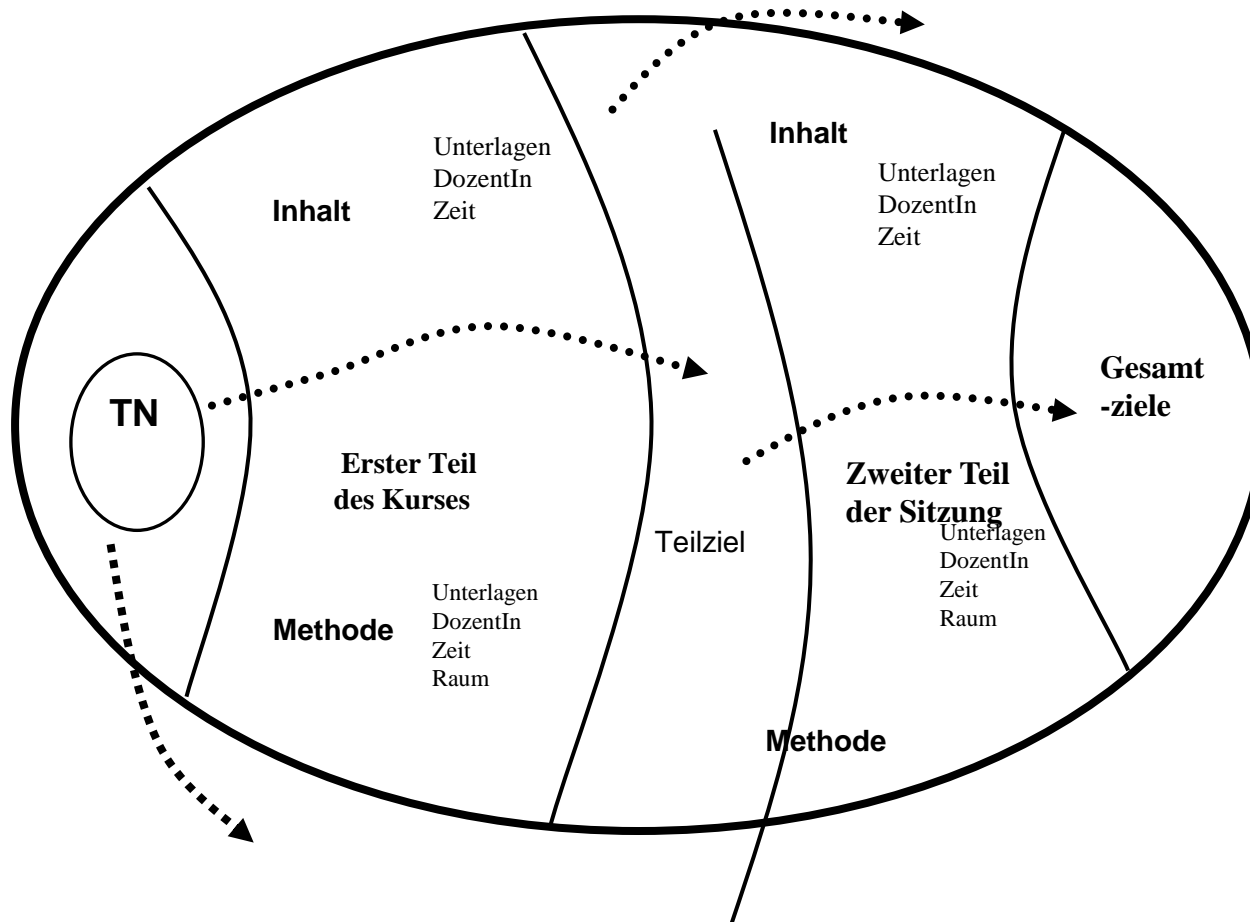 TN
Inhalt
Unterlagen
DozentIn
Zeit
Erster Teil
des Kurses
Methode
Unterlagen
DozentIn
Zeit
Raum
Teilziel
Inhalt
Unterlagen
DozentIn
Zeit
Zweiter Teil
der Sitzung
Unterlagen
DozentIn
Zeit
Raum
Methode
Gesamt
-ziele